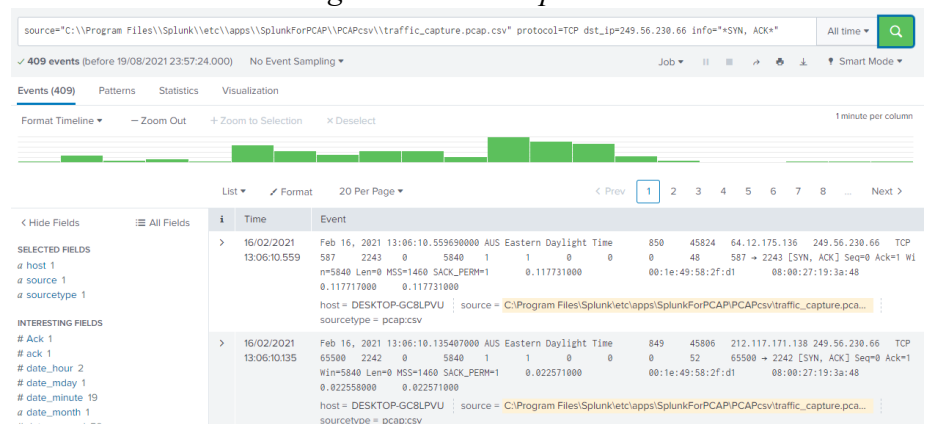 source="C:\\Program Files\\Splunk\\etc\\apps\\SplunkForPCAP\\PCAPcsv\\traffic_capture.pcap.csv" protocol=TCP dst_ip=249.56.230.66 info="*SYN, ACK*" All time
409 events (before 19/08/2021 23:57:24.000) No Event Sampling Job Smart Mode
Events (409) Patterns Statistics Visualization
Format Timeline — Zoom Out + Zoom to Selection × Deselect 1 minute per column
List Format 20 Per Page < Prev 1 2 3 4 5 6 7 8 ... Next >
< Hide Fields All Fields i Time Event
SELECTED FIELDS
a host 1
a source 1
a sourcetype 1
INTERESTING FIELDS
# Ack 1
# ack 1
# date_hour 2
# date_mday 1
# date_minute 19
a date_month 1
> 16/02/2021 13:06:10.559
Feb 16, 2021 13:06:10.559690000 AUS Eastern Daylight Time 850 45824 64.12.175.136 249.56.230.66 TCP
587 2243 0 5840 1 1 0 0 0 48 587 → 2243 [SYN, ACK] Seq=0 Ack=1 Wi
n=5840 Len=0 MSS=1460 SACK_PERM=1 0.117731000 00:1e:49:58:2f:d1 08:00:27:19:3a:48
0.117717000 0.117731000
host = DESKTOP-GC8LPVU source = C:\Program Files\Splunk\etc\apps\SplunkForPCAP\PCAPcsv\traffic_capture.pca...
sourcetype = pcap:csv
> 16/02/2021 13:06:10.135
Feb 16, 2021 13:06:10.135407000 AUS Eastern Daylight Time 849 45806 212.117.171.138 249.56.230.66 TCP
65500 2242 0 5840 1 1 0 0 0 52 65500 → 2242 [SYN, ACK] Seq=0 Ack=1
Win=5840 Len=0 MSS=1460 SACK_PERM=1 0.022571000 00:1e:49:58:2f:d1 08:00:27:19:3a:48
0.022558000 0.022571000
host = DESKTOP-GC8LPVU source = C:\Program Files\Splunk\etc\apps\SplunkForPCAP\PCAPcsv\traffic_capture.pca...
sourcetype = pcap:csv